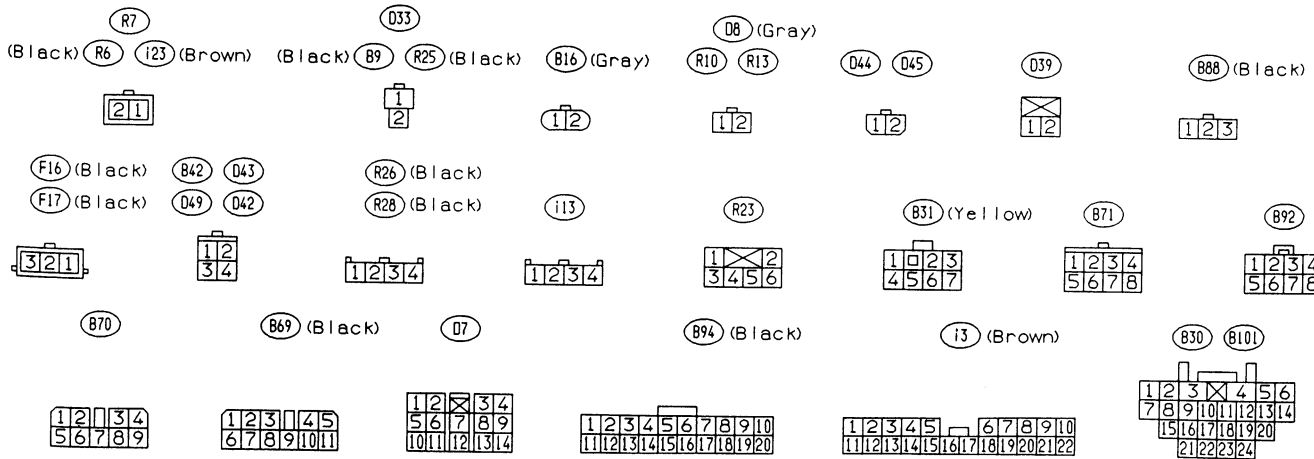 R7 D33 D8 (Gray)
(Black) R6 i23 (Brown) (Black) B9 R25 (Black) B16 (Gray) R10 R13 D44 D45 D39 B88 (Black)
2 1
1
2
1 2
1 2
1 2
1 2
1 2 3
F16 (Black) B42 D43 R26 (Black)
F17 (Black) D49 D42 R28 (Black) i13 R23 B31 (Yellow) B71 B92
3 2 1
1 2
3 4
1 2 3 4
1 2 3 4
1 2
3 4 5 6
1 2 3
4 5 6 7
1 2 3 4
5 6 7 8
1 2 3 4
5 6 7 8
B70 B69 (Black) D7 B94 (Black) i3 (Brown) B30 B101
1 2 3 4
5 6 7 8 9
1 2 3 4 5
6 7 8 9 10 11
1 2 3 4
5 6 7 8 9
10 11 12 13 14
1 2 3 4 5 6 7 8 9 10
11 12 13 14 15 16 17 18 19 20
1 2 3 4 5 6 7 8 9 10
11 12 13 14 15 16 17 18 19 20 21 22
1 2 3 4 5 6
7 8 9 10 11 12 13 14
15 16 17 18 19 20
21 22 23 24